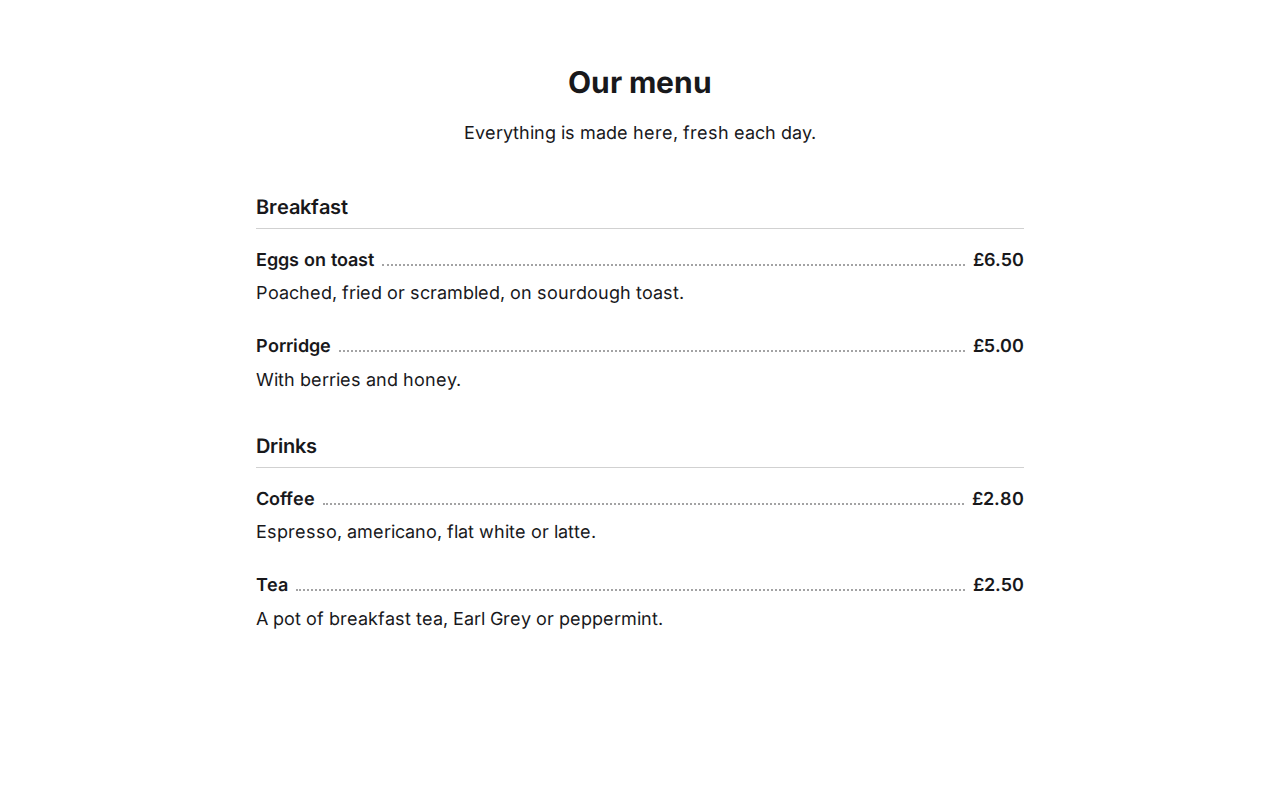 Our menu
Everything is made here, fresh each day.
Breakfast
Eggs on toast £6.50
Poached, fried or scrambled, on sourdough toast.
Porridge £5.00
With berries and honey.
Drinks
Coffee £2.80
Espresso, americano, flat white or latte.
Tea £2.50
A pot of breakfast tea, Earl Grey or peppermint.